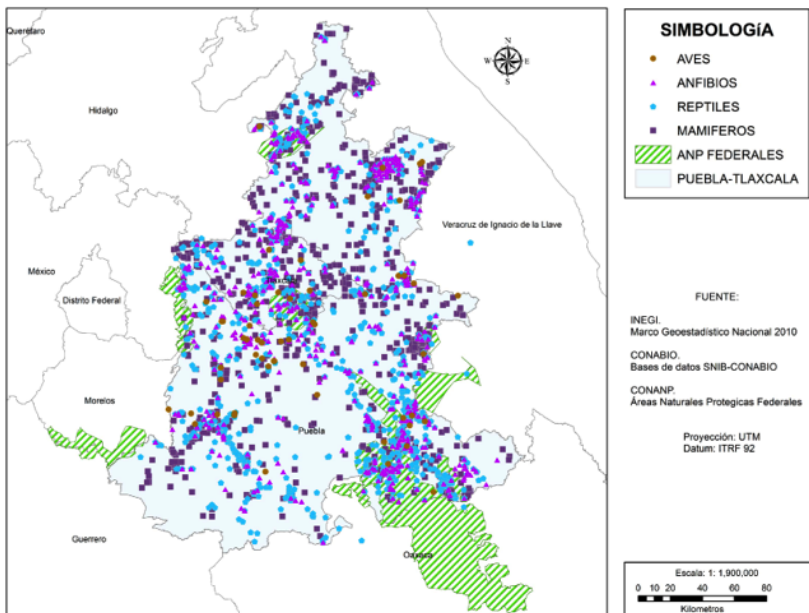 Querétaro
Hidalgo
México
Distrito Federal
Morelos
Guerrero
Tlaxcala
Puebla
Veracruz de Ignacio de la Llave
Oaxaca
N
W E
S
SIMBOLOGíA
AVES
ANFIBIOS
REPTILES
MAMIFEROS
ANP FEDERALES
PUEBLA-TLAXCALA
FUENTE:
INEGI.
Marco Geoestadístico Nacional 2010
CONABIO.
Bases de datos SNIB-CONABIO
CONANP.
Áreas Naturales Protegicas Federales
Proyección: UTM
Datum: ITRF 92
Escala: 1: 1,900,000
0 10 20 40 60 80
Kilometros